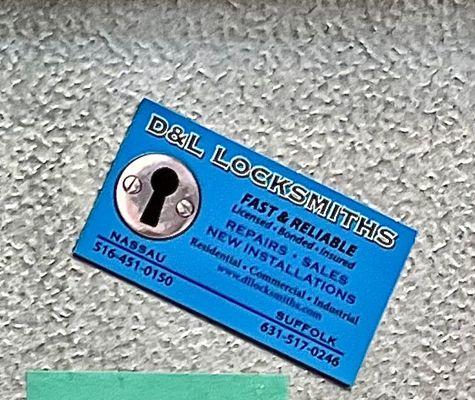 D&L LOCKSMITHS
FAST & RELIABLE
Licensed • Bonded • Insured
REPAIRS • SALES
NEW INSTALLATIONS
Residential • Commercial • Industrial
www.dllocksmiths.com
NASSAU
516-451-0150
SUFFOLK
631-517-0246